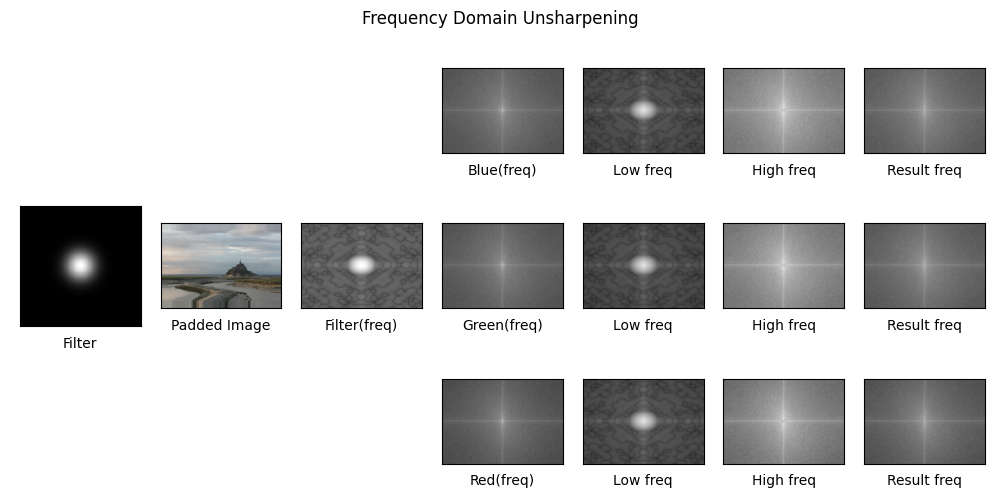 Frequency Domain Unsharpening
Blue(freq)
Low freq
High freq
Result freq
Filter
Padded Image
Filter(freq)
Green(freq)
Low freq
High freq
Result freq
Red(freq)
Low freq
High freq
Result freq